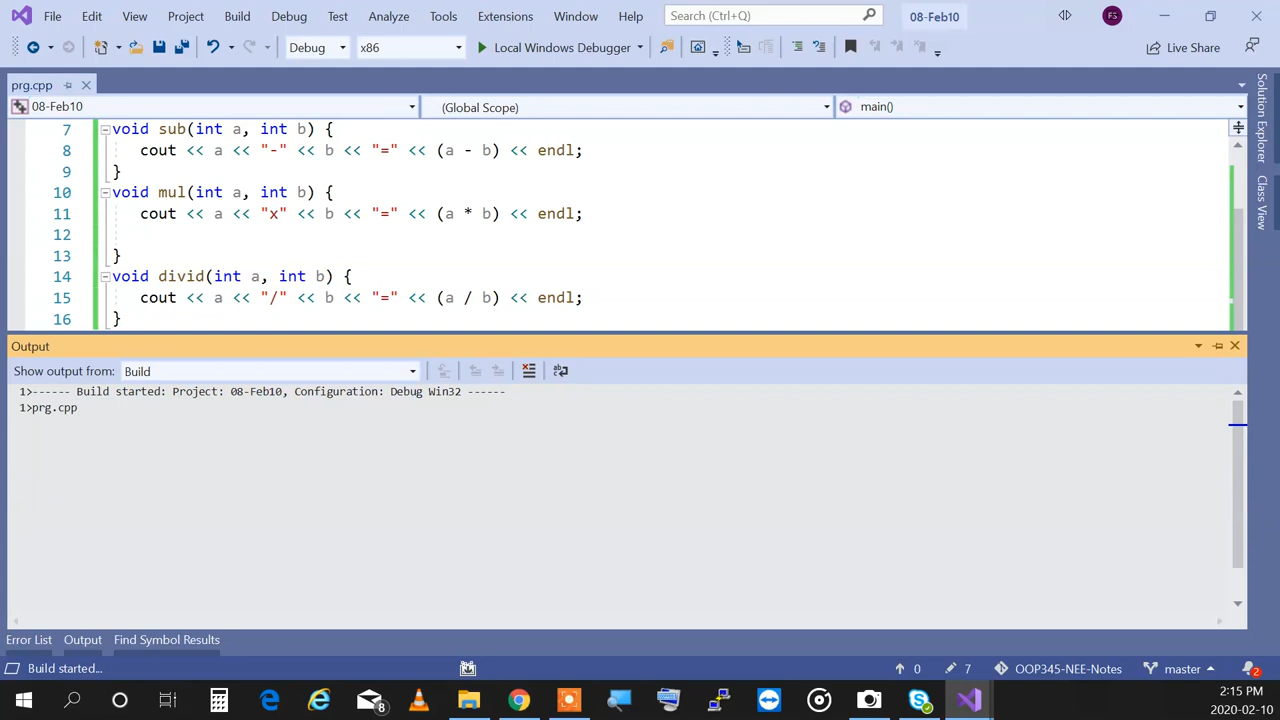 File Edit View Project Build Debug Test Analyze Tools Extensions Window Help Search (Ctrl+Q) 08-Feb10 FS
Debug x86 Local Windows Debugger Live Share
prg.cpp
08-Feb10 (Global Scope) main()
7 void sub(int a, int b) {
8 cout << a << "-" << b << "=" << (a - b) << endl;
9 }
10 void mul(int a, int b) {
11 cout << a << "x" << b << "=" << (a * b) << endl;
12
13 }
14 void divid(int a, int b) {
15 cout << a << "/" << b << "=" << (a / b) << endl;
16 }
Solution Explorer
Class View
Output
Show output from: Build
1>------ Build started: Project: 08-Feb10, Configuration: Debug Win32 ------
1>prg.cpp
Error List Output Find Symbol Results
Build started... 0 7 OOP345-NEE-Notes master 2
8
2:15 PM
2020-02-10